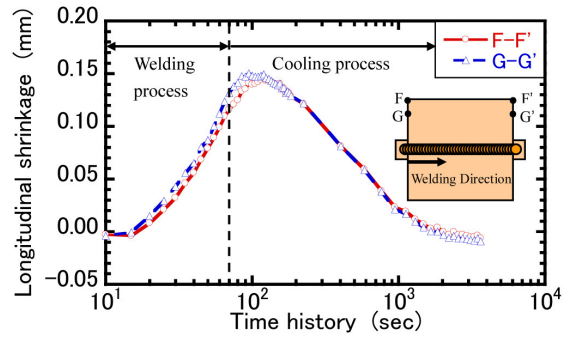 0.20
0.15
0.10
0.05
0.00
-0.05
Longitudinal shrinkage (mm)
Welding
process
Cooling process
F-F'
G-G'
F
F'
G
G'
Welding Direction
10^1
10^2
10^3
10^4
Time history (sec)